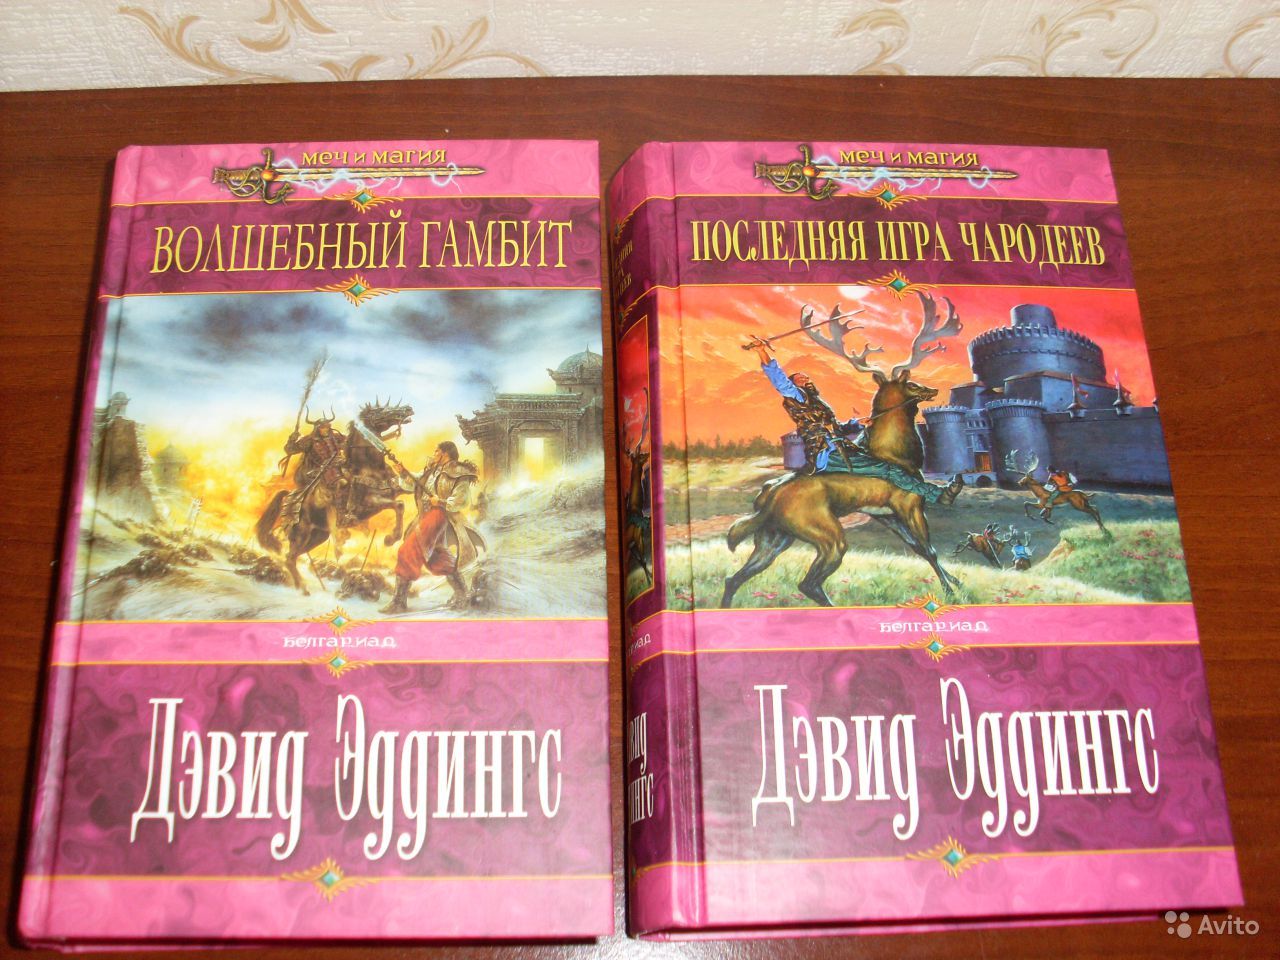 меч и магия
ВОЛШЕБНЫЙ ГАМБИТ
Белгариад
Дэвид Эддингс
меч и магия
ПОСЛЕДНЯЯ ИГРА ЧАРОДЕЕВ
Белгариад
Дэвид Эддингс
Avito